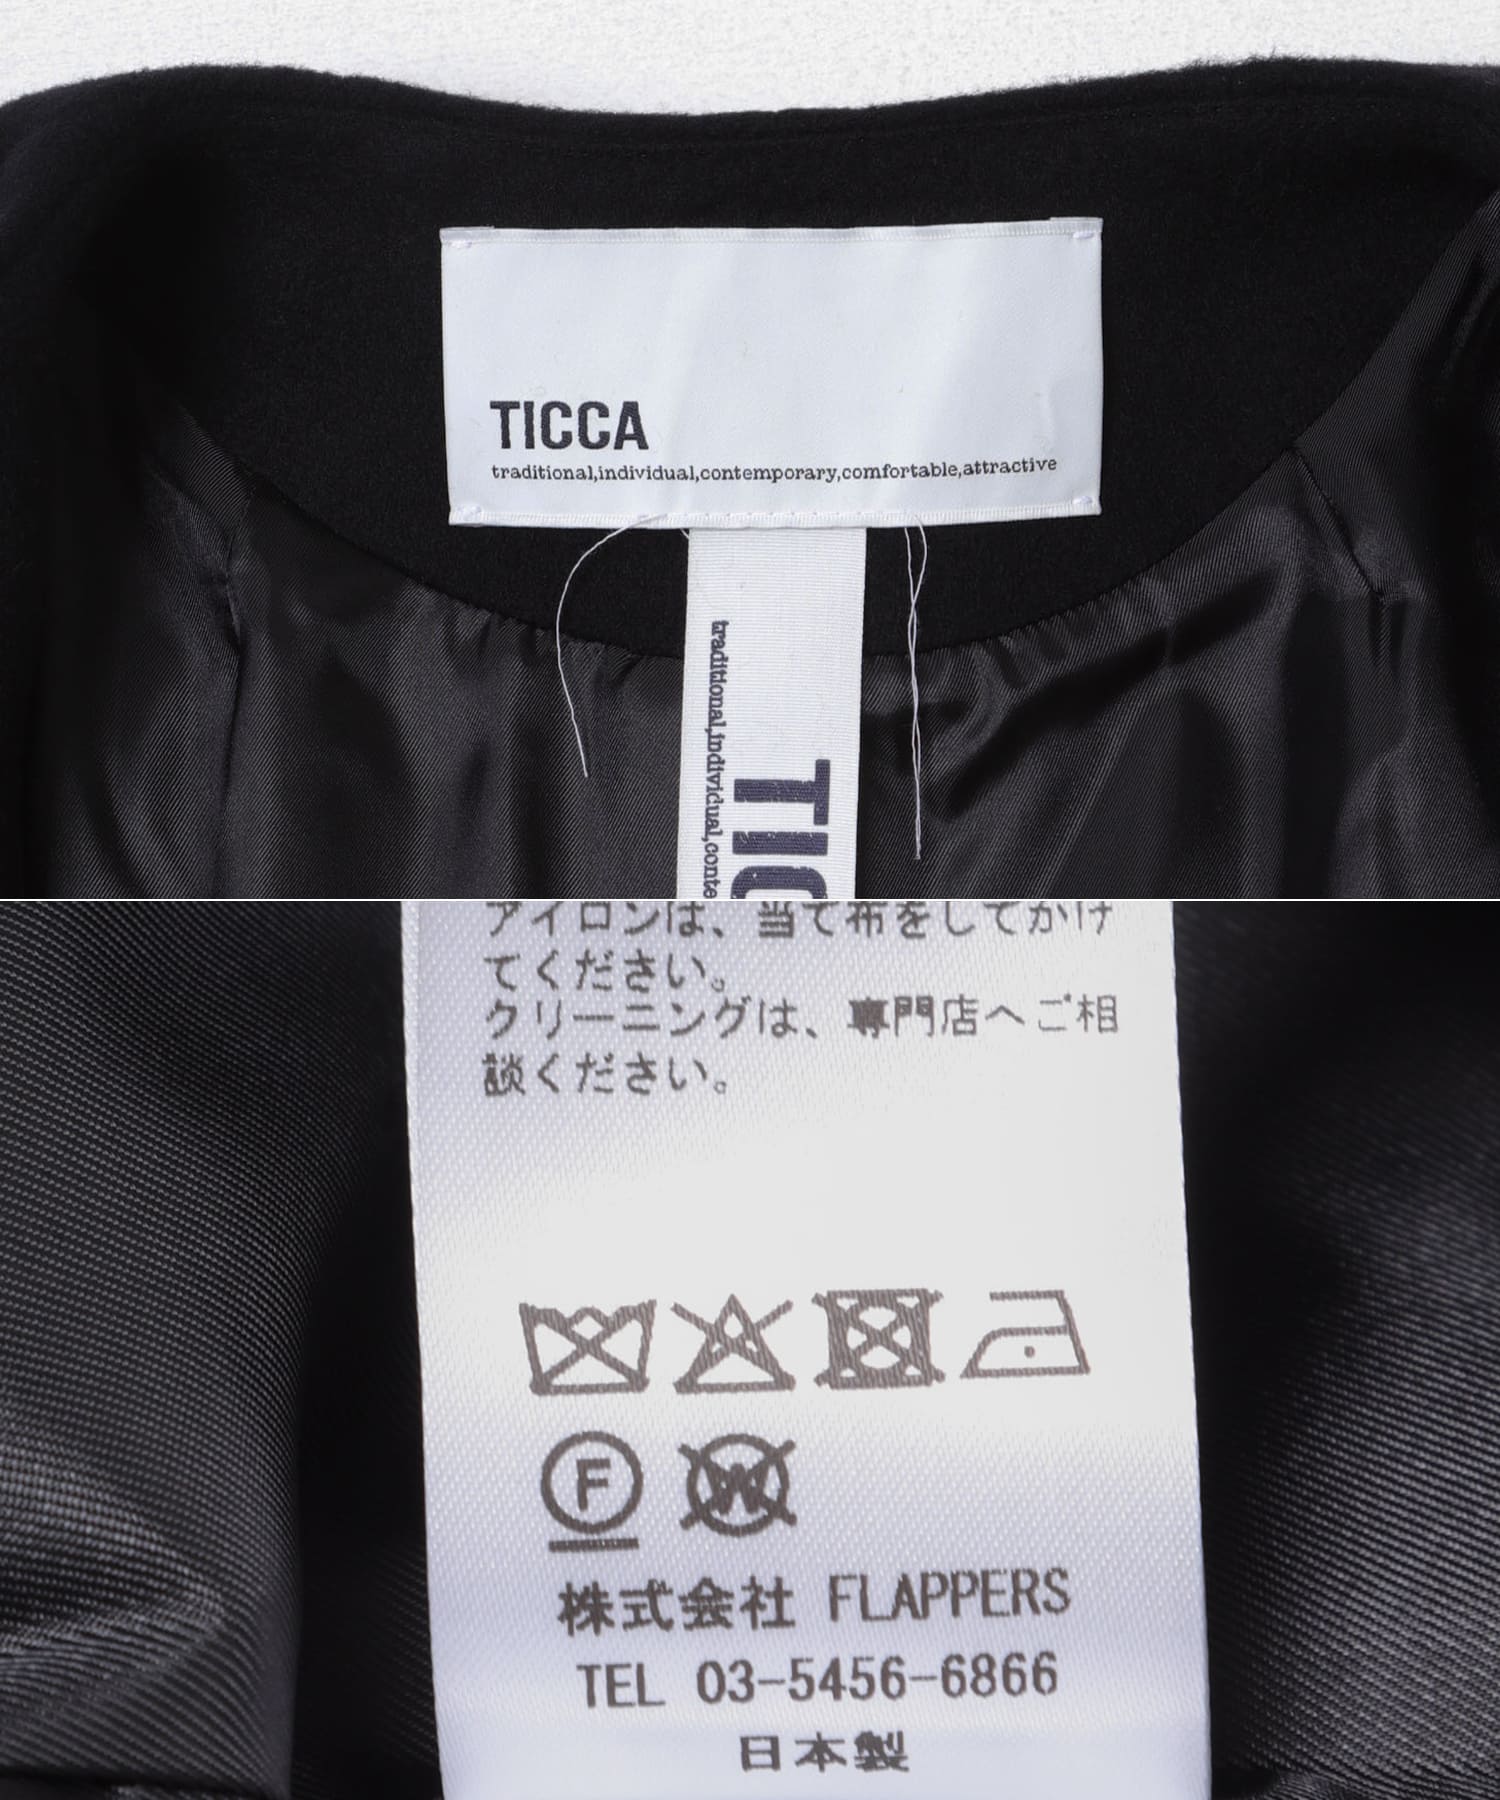 TICCA
traditional,individual,contemporary,comfortable,attractive
traditional,individual,conte
TIC
アイロンは、当て布をしてかけ
てください。
クリーニングは、専門店へご相
談ください。
F W
株式会社 FLAPPERS
TEL 03-5456-6866
日本製